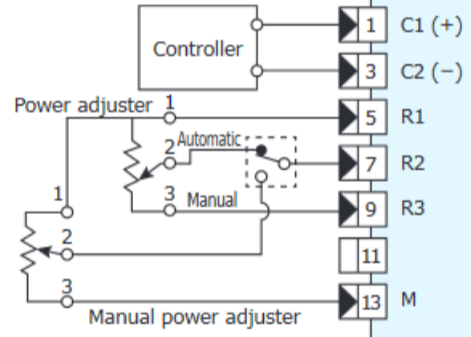 Controller
1 C1 (+)
3 C2 (−)
Power adjuster 1
5 R1
2 Automatic
7 R2
3 Manual
9 R3
1
2
11
3
13 M
Manual power adjuster